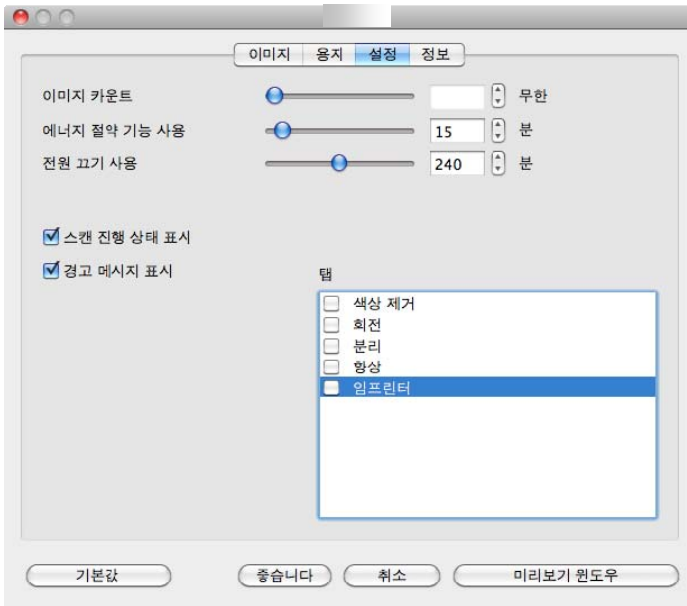 이미지 용지 설정 정보
이미지 카운트 무한
에너지 절약 기능 사용 15 분
전원 끄기 사용 240 분
스캔 진행 상태 표시
경고 메시지 표시
탭
색상 제거
회전
분리
항상
임프린터
기본값 좋습니다 취소 미리보기 윈도우